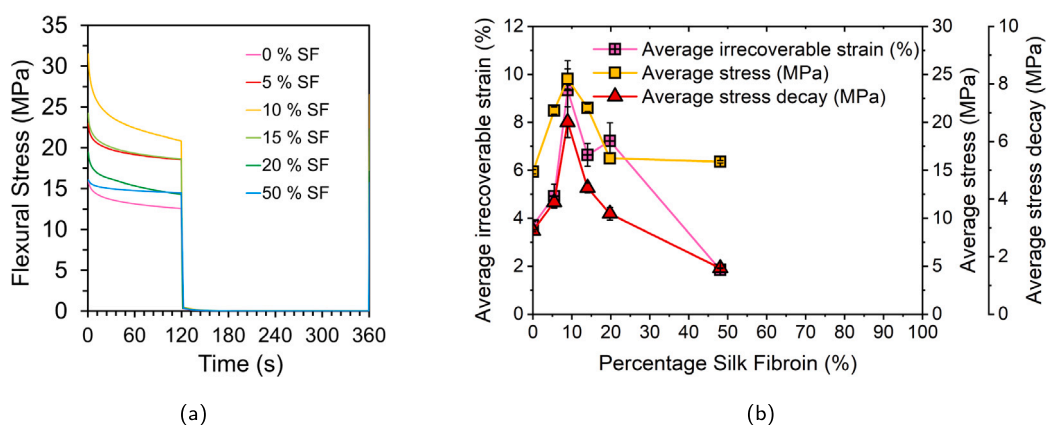 Flexural Stress (MPa)
35
30
25
20
15
10
5
0
0 % SF
5 % SF
10 % SF
15 % SF
20 % SF
50 % SF
0 60 120 180 240 300 360
Time (s)
(a)
Average irrecoverable strain (%)
12
10
8
6
4
2
0
Average irrecoverable strain (%)
Average stress (MPa)
Average stress decay (MPa)
0 10 20 30 40 50 60 70 80 90 100
Percentage Silk Fibroin (%)
30
25
20
15
10
5
0
Average stress (MPa)
10
8
6
4
2
0
Average stress decay (MPa)
(b)